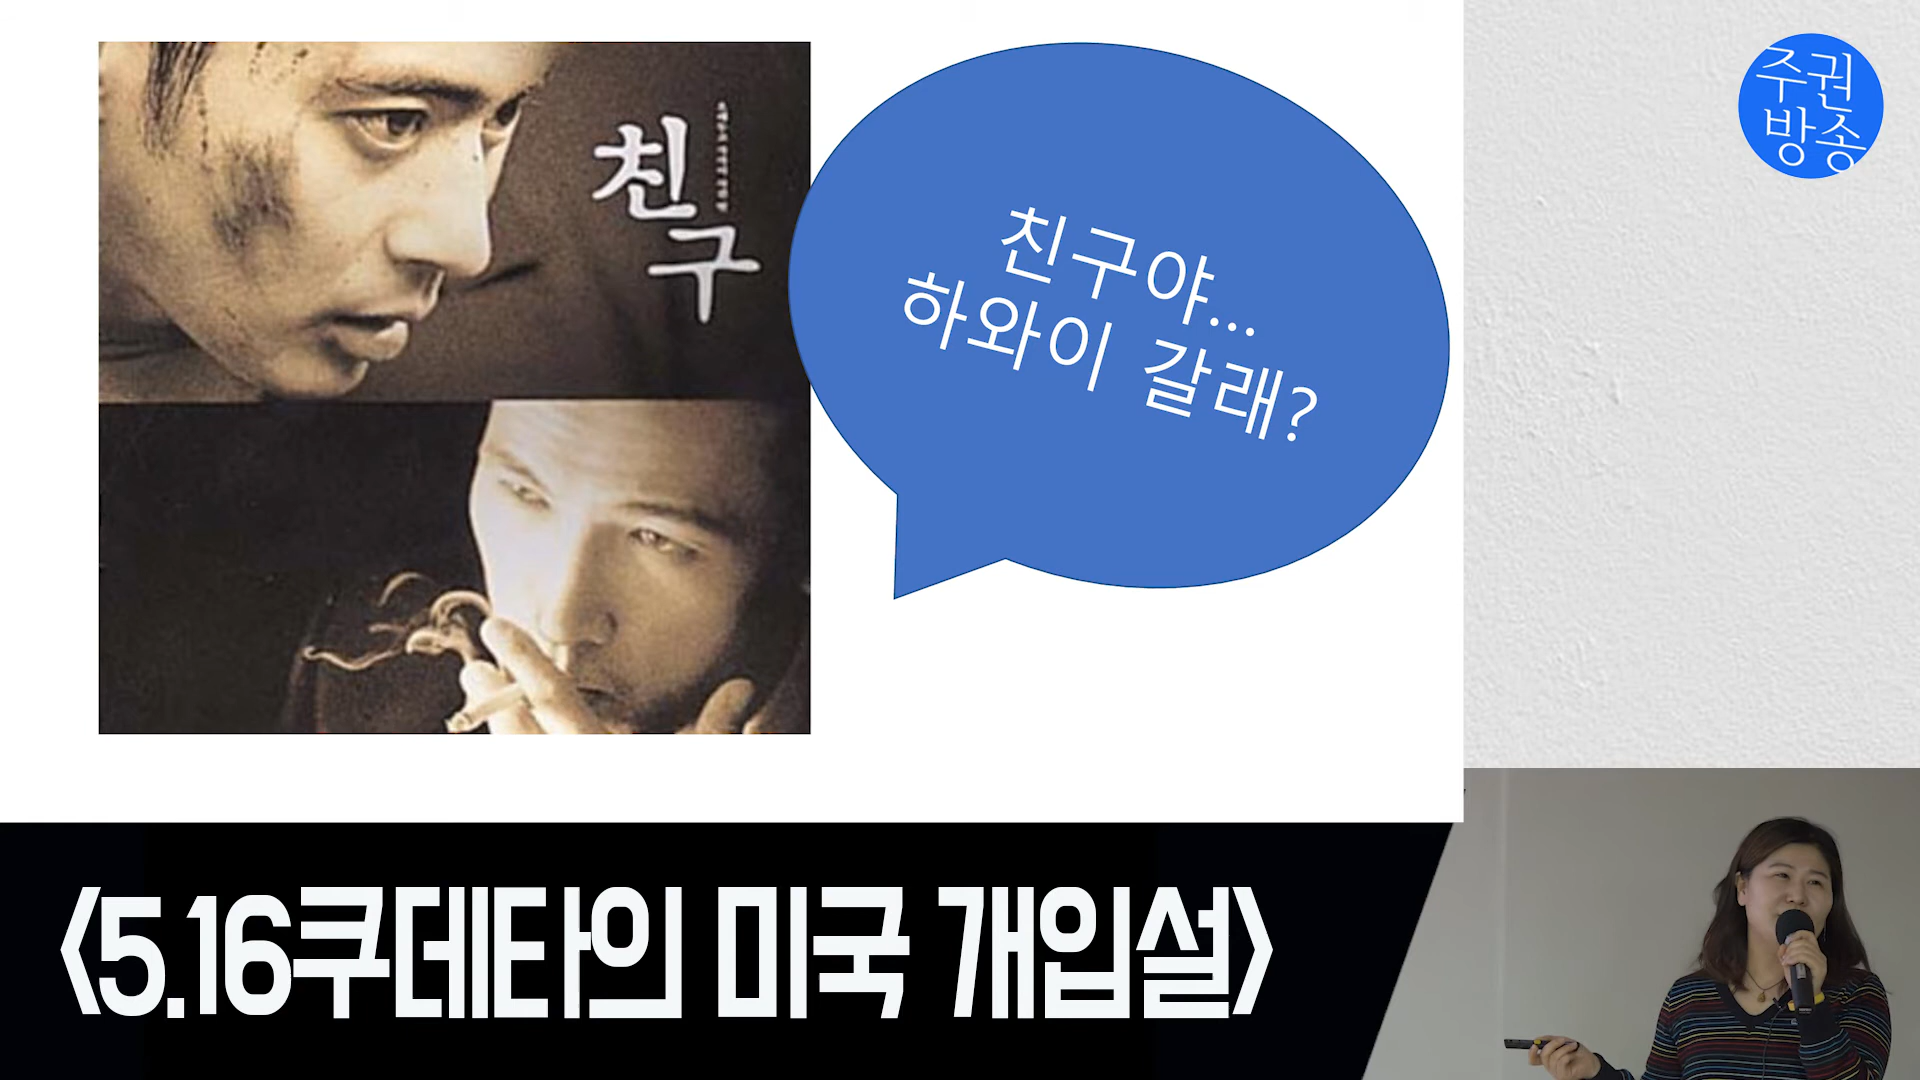 친
구
친구야...
하와이 갈래?
주권
방송
<5.16쿠데타의 미국 개입설>